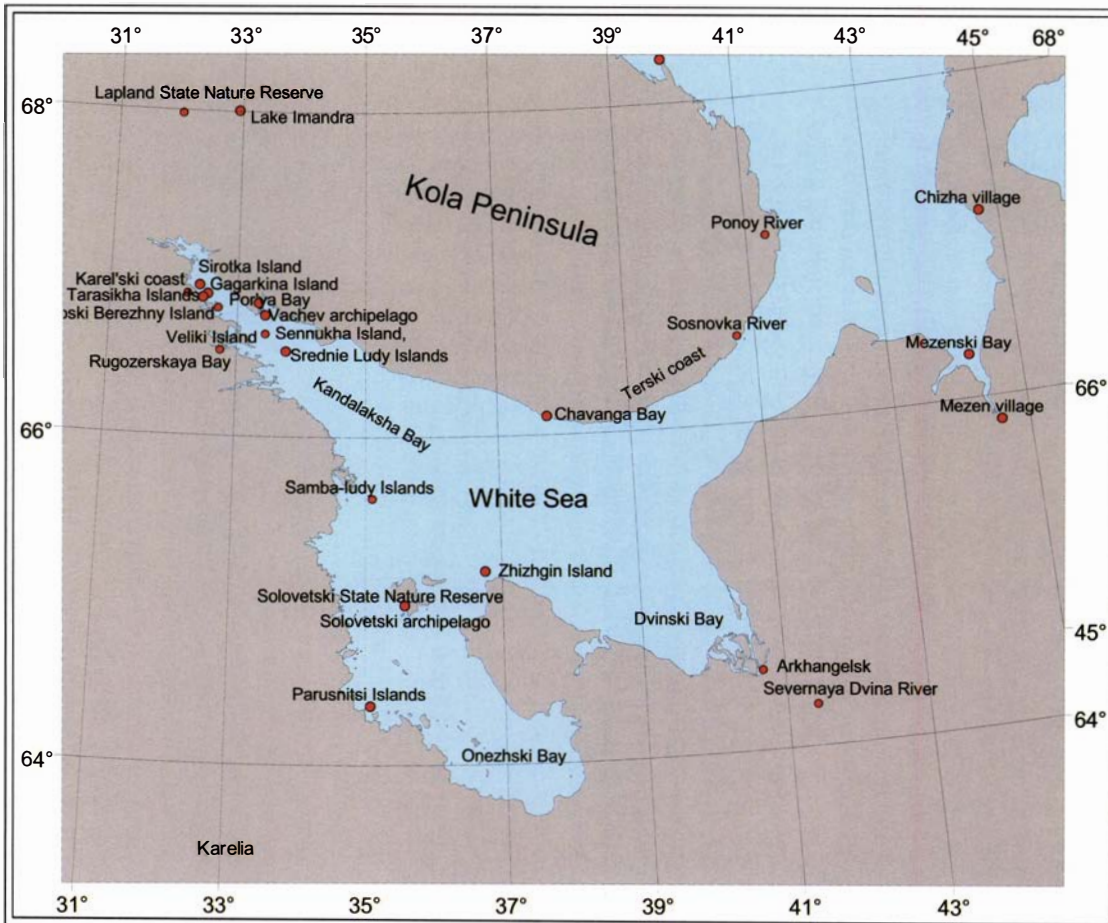 31° 33° 35° 37° 39° 41° 43° 45° 68°
68°
Lapland State Nature Reserve
Lake Imandra
Kola Peninsula
Chizha village
Ponoy River
Sirotka Island
Karel'ski coast
Gagarkina Island
Tarasikha Islands
Porlya Bay
oski Berezhny Island
Vachev archipelago
Veliki Island
Sennukha Island,
Rugozerskaya Bay
Srednie Ludy Islands
Sosnovka River
Terski coast
Mezenski Bay
66°
Kandalaksha Bay
Chavanga Bay
Mezen village
66°
Samba-ludy Islands
White Sea
Zhizhgin Island
Solovetski State Nature Reserve
Solovetski archipelago
Dvinski Bay
45°
Arkhangelsk
Severnaya Dvina River
Parusnitsi Islands
64°
Onezhski Bay
64°
Karelia
31° 33° 35° 37° 39° 41° 43°